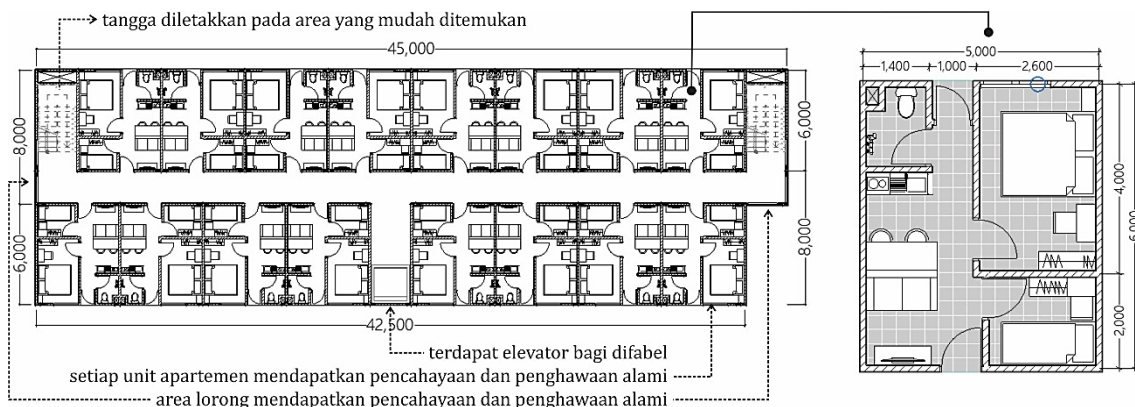 tangga diletakkan pada area yang mudah ditemukan
45,000
8,000
6,000
6,000
8,000
42,500
terdapat elevator bagi difabel
setiap unit apartemen mendapatkan pencahayaan dan penghawaan alami
area lorong mendapatkan pencahayaan dan penghawaan alami
5,000
1,400 1,000 2,600
4,000
6,000
2,000